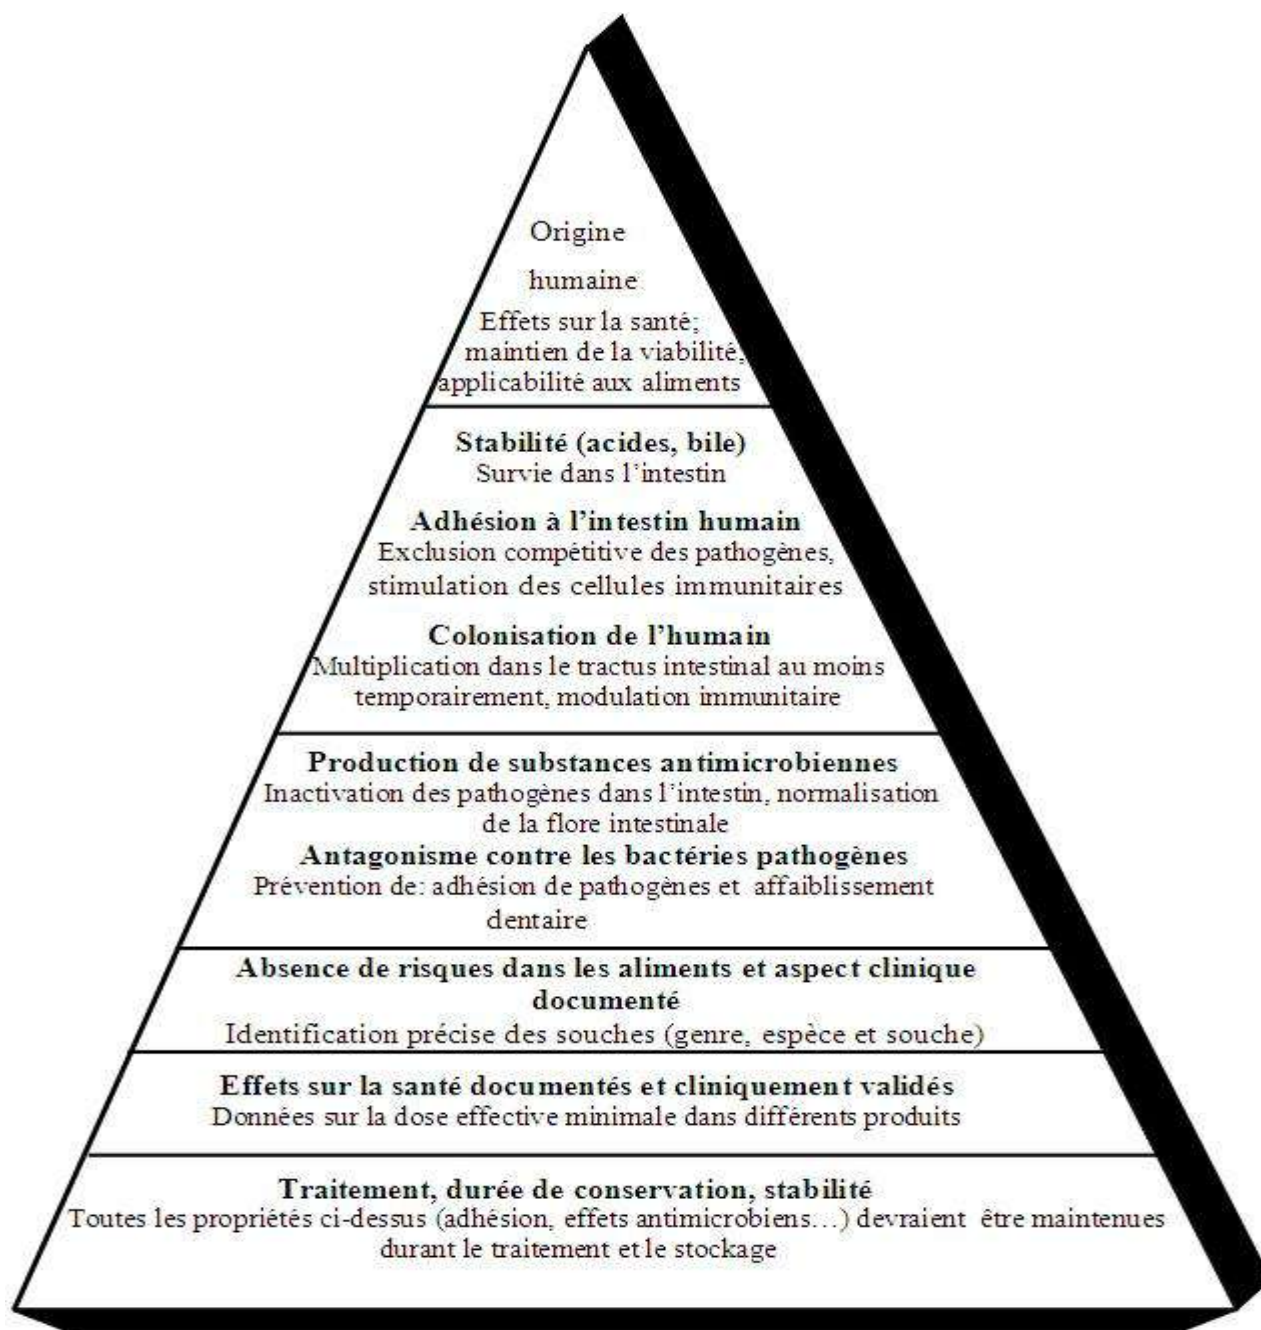 Origine
humaine
Effets sur la santé;
maintien de la viabilité,
applicabilité aux aliments
Stabilité (acides, bile)
Survie dans l'intestin
Adhésion à l'intestin humain
Exclusion compétitive des pathogènes,
stimulation des cellules immunitaires
Colonisation de l'humain
Multiplication dans le tractus intestinal au moins
temporairement, modulation immunitaire
Production de substances antimicrobiennes
Inactivation des pathogènes dans l'intestin, normalisation
de la flore intestinale
Antagonisme contre les bactéries pathogènes
Prévention de: adhésion de pathogènes et affaiblissement
dentaire
Absence de risques dans les aliments et aspect clinique
documenté
Identification précise des souches (genre, espèce et souche)
Effets sur la santé documentés et cliniquement validés
Données sur la dose effective minimale dans différents produits
Traitement, durée de conservation, stabilité
Toutes les propriétés ci-dessus (adhésion, effets antimicrobiens…) devraient être maintenues
durant le traitement et le stockage